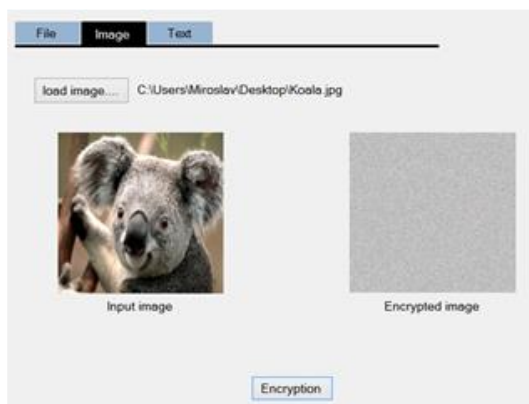 File Image Text
load image.... C:\Users\Miroslav\Desktop\Koala.jpg
Input image Encrypted image
Encryption